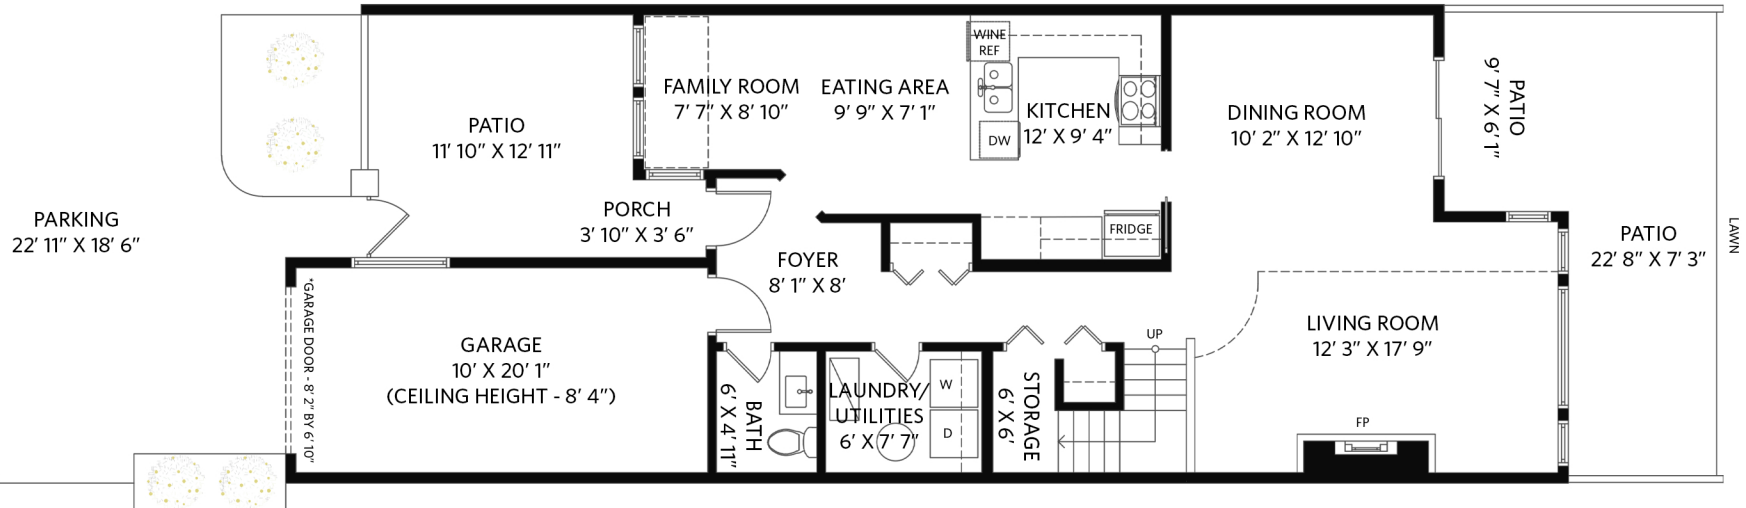 PARKING
22' 11" X 18' 6"
PATIO
11' 10" X 12' 11"
FAMILY ROOM
7' 7" X 8' 10"
EATING AREA
9' 9" X 7' 1"
WINE
REF
DW
KITCHEN
12' X 9' 4"
DINING ROOM
10' 2" X 12' 10"
PATIO
9' 7" X 6' 1"
PORCH
3' 10" X 3' 6"
FOYER
8' 1" X 8'
FRIDGE
PATIO
22' 8" X 7' 3"
LAWN
*GARAGE DOOR - 8' 2" BY 6' 10"
GARAGE
10' X 20' 1"
(CEILING HEIGHT - 8' 4")
BATH
6' X 4' 11"
LAUNDRY/
UTILITIES
6' X 7' 7"
W
D
STORAGE
6' X 6'
UP
LIVING ROOM
12' 3" X 17' 9"
FP